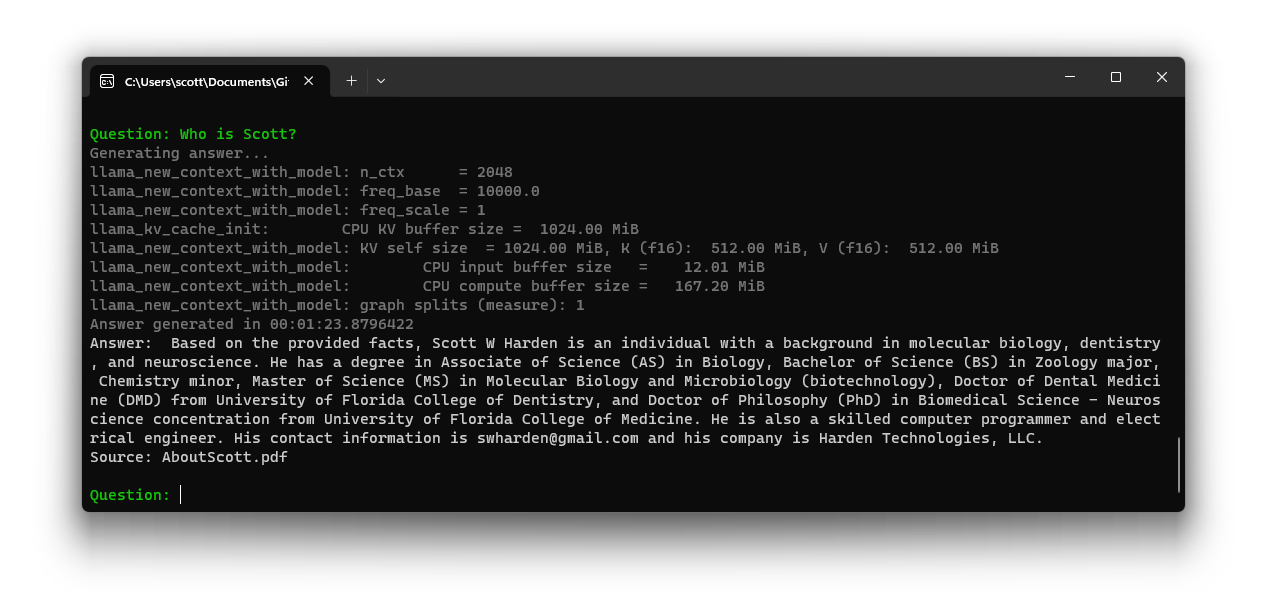 C:\Users\scott\Documents\Gi
Question: Who is Scott?
Generating answer...
llama_new_context_with_model: n_ctx      = 2048
llama_new_context_with_model: freq_base  = 10000.0
llama_new_context_with_model: freq_scale = 1
llama_kv_cache_init:        CPU KV buffer size =  1024.00 MiB
llama_new_context_with_model: KV self size  = 1024.00 MiB, K (f16):  512.00 MiB, V (f16):  512.00 MiB
llama_new_context_with_model:        CPU input buffer size   =    12.01 MiB
llama_new_context_with_model:        CPU compute buffer size =   167.20 MiB
llama_new_context_with_model: graph splits (measure): 1
Answer generated in 00:01:23.8796422
Answer:  Based on the provided facts, Scott W Harden is an individual with a background in molecular biology, dentistry
, and neuroscience. He has a degree in Associate of Science (AS) in Biology, Bachelor of Science (BS) in Zoology major,
 Chemistry minor, Master of Science (MS) in Molecular Biology and Microbiology (biotechnology), Doctor of Dental Medici
ne (DMD) from University of Florida College of Dentistry, and Doctor of Philosophy (PhD) in Biomedical Science – Neuros
cience concentration from University of Florida College of Medicine. He is also a skilled computer programmer and elect
rical engineer. His contact information is swharden@gmail.com and his company is Harden Technologies, LLC.
Source: AboutScott.pdf
Question: